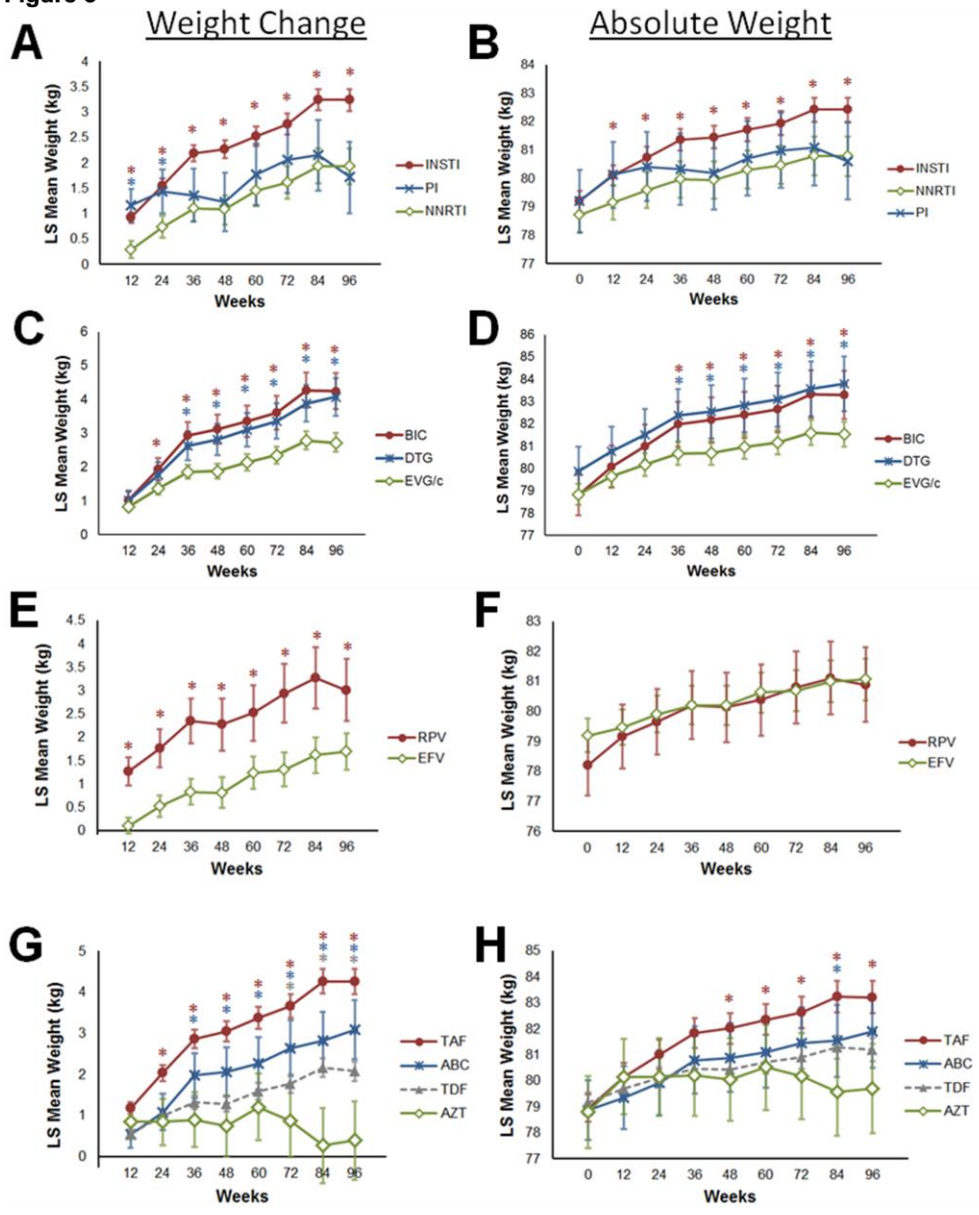 Figure
Weight Change
Absolute Weight
A
LS Mean Weight (kg)
4
3.5
3
2.5
2
1.5
1
0.5
0
* * * * * * * *
* *
12 24 36 48 60 72 84 96
Weeks
INSTI
PI
NNRTI
B
LS Mean Weight (kg)
84
83
82
81
80
79
78
77
* * * * * * * *
0 12 24 36 48 60 72 84 96
Weeks
INSTI
NNRTI
PI
C
LS Mean Weight (kg)
6
5
4
3
2
1
0
* * * * * * *
* * * * * *
12 24 36 48 60 72 84 96
Weeks
BIC
DTG
EVG/c
D
LS Mean Weight (kg)
86
85
84
83
82
81
80
79
78
77
* * * * * *
* * * * * *
0 12 24 36 48 60 72 84 96
Weeks
BIC
DTG
EVG/c
E
LS Mean Weight (kg)
4.5
4
3.5
3
2.5
2
1.5
1
0.5
0
* * * * * * * *
12 24 36 48 60 72 84 96
Weeks
RPV
EFV
F
LS Mean Weight (kg)
83
82
81
80
79
78
77
76
0 12 24 36 48 60 72 84 96
Weeks
RPV
EFV
G
LS Mean Weight (kg)
5
4
3
2
1
0
* * * * * * *
* * * * * *
* * *
12 24 36 48 60 72 84 96
Weeks
TAF
ABC
TDF
AZT
H
LS Mean Weight (kg)
85
84
83
82
81
80
79
78
77
* * * * *
*
0 12 24 36 48 60 72 84 96
Weeks
TAF
ABC
TDF
AZT